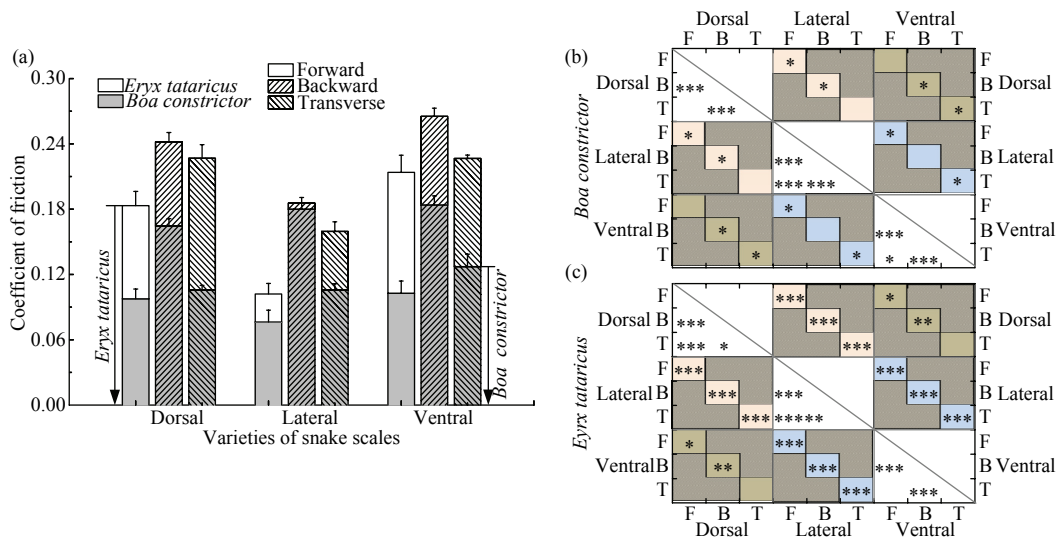 (a)
0.30
0.24
0.18
0.12
0.06
0.00
Coefficient of friction
Eryx tataricus
Boa constrictor
Forward
Backward
Transverse
Eryx tataricus
Boa constrictor
Dorsal
Lateral
Ventral
Varieties of snake scales
Dorsal Lateral Ventral
F B T F B T F B T
(b)
Boa constrictor
F * F
Dorsal B *** * * B Dorsal
T *** * T
F * * F
Lateral B * *** B Lateral
T *** *** * T
F * F
Ventral B * *** B Ventral
T * * * *** T
(c)
Eyrx tataricus
F *** * F
Dorsal B *** *** ** B Dorsal
T *** * *** T
F *** *** F
Lateral B *** *** *** B Lateral
T *** ***** *** T
F * *** F
Ventral B ** *** *** B Ventral
T *** *** T
F B T F B T F B T
Dorsal Lateral Ventral